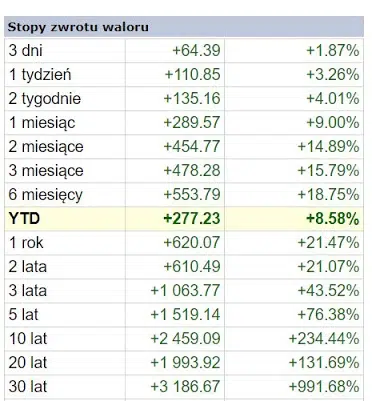 Stopy zwrotu waloru
3 dni +64.39 +1.87%
1 tydzień +110.85 +3.26%
2 tygodnie +135.16 +4.01%
1 miesiąc +289.57 +9.00%
2 miesiące +454.77 +14.89%
3 miesiące +478.28 +15.79%
6 miesięcy +553.79 +18.75%
YTD +277.23 +8.58%
1 rok +620.07 +21.47%
2 lata +610.49 +21.07%
3 lata +1 063.77 +43.52%
5 lat +1 519.14 +76.38%
10 lat +2 459.09 +234.44%
20 lat +1 993.92 +131.69%
30 lat +3 186.67 +991.68%